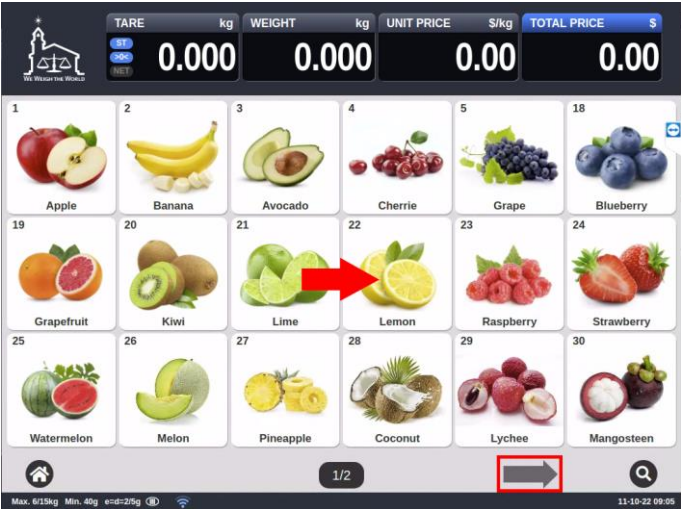 TARE kg WEIGHT kg UNIT PRICE $/kg TOTAL PRICE $
ST
>0<
NET
0.000 0.000 0.00 0.00
WE WEIGH THE WORLD
1 2 3 4 5 18
Apple Banana Avocado Cherrie Grape Blueberry
19 20 21 22 23 24
Grapefruit Kiwi Lime Lemon Raspberry Strawberry
25 26 27 28 29 30
Watermelon Melon Pineapple Coconut Lychee Mangosteen
1/2
Max. 6/15kg Min. 40g e=d=2/5g 11-10-22 09:05